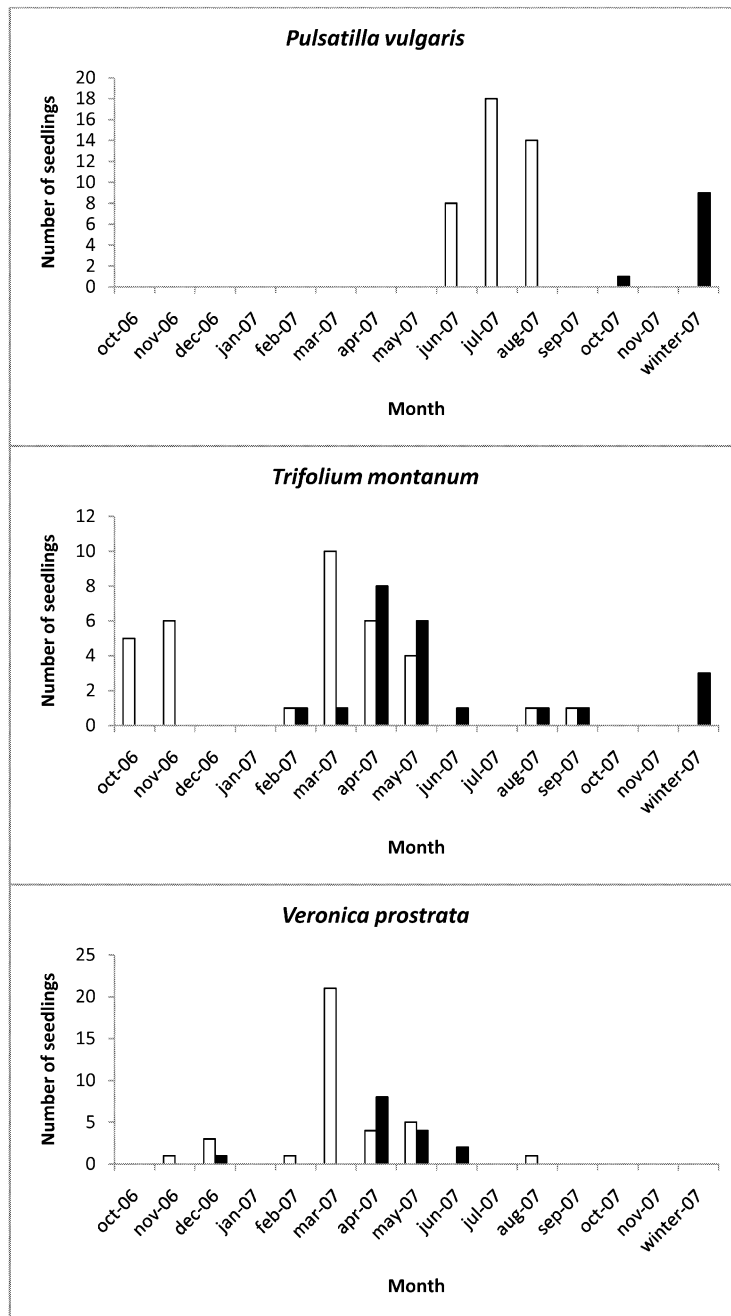 Pulsatilla vulgaris
Number of seedlings
20
18
16
14
12
10
8
6
4
2
0
oct-06
nov-06
dec-06
jan-07
feb-07
mar-07
apr-07
may-07
jun-07
jul-07
aug-07
sep-07
oct-07
nov-07
winter-07
Month
Trifolium montanum
Number of seedlings
12
10
8
6
4
2
0
oct-06
nov-06
dec-06
jan-07
feb-07
mar-07
apr-07
may-07
jun-07
jul-07
aug-07
sep-07
oct-07
nov-07
winter-07
Month
Veronica prostrata
Number of seedlings
25
20
15
10
5
0
oct-06
nov-06
dec-06
jan-07
feb-07
mar-07
apr-07
may-07
jun-07
jul-07
aug-07
sep-07
oct-07
nov-07
winter-07
Month